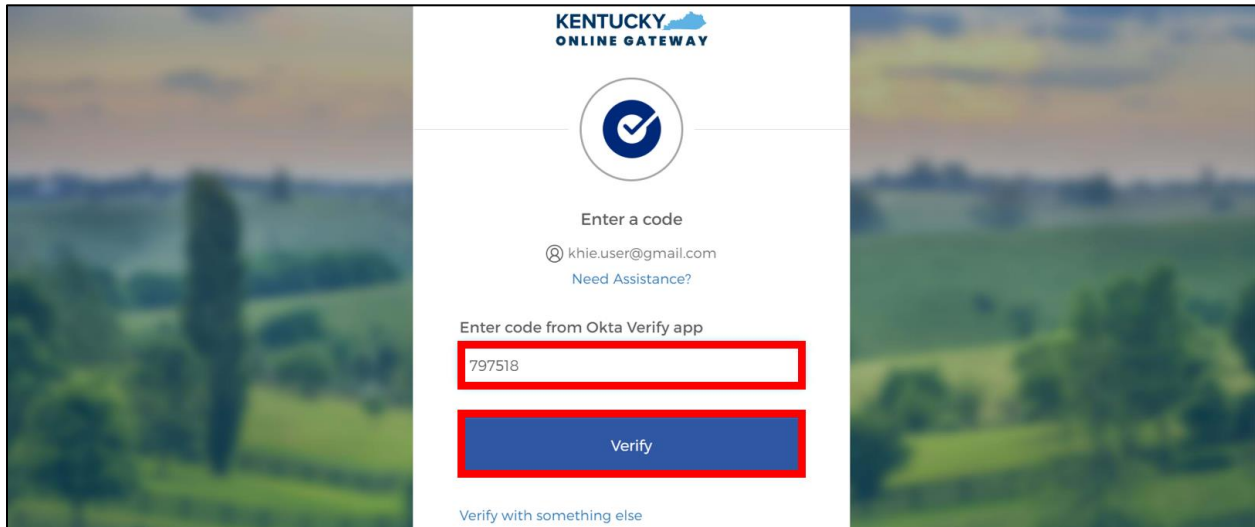 KENTUCKY
ONLINE GATEWAY
Enter a code
khie.user@gmail.com
Need Assistance?
Enter code from Okta Verify app
797518
Verify
Verify with something else